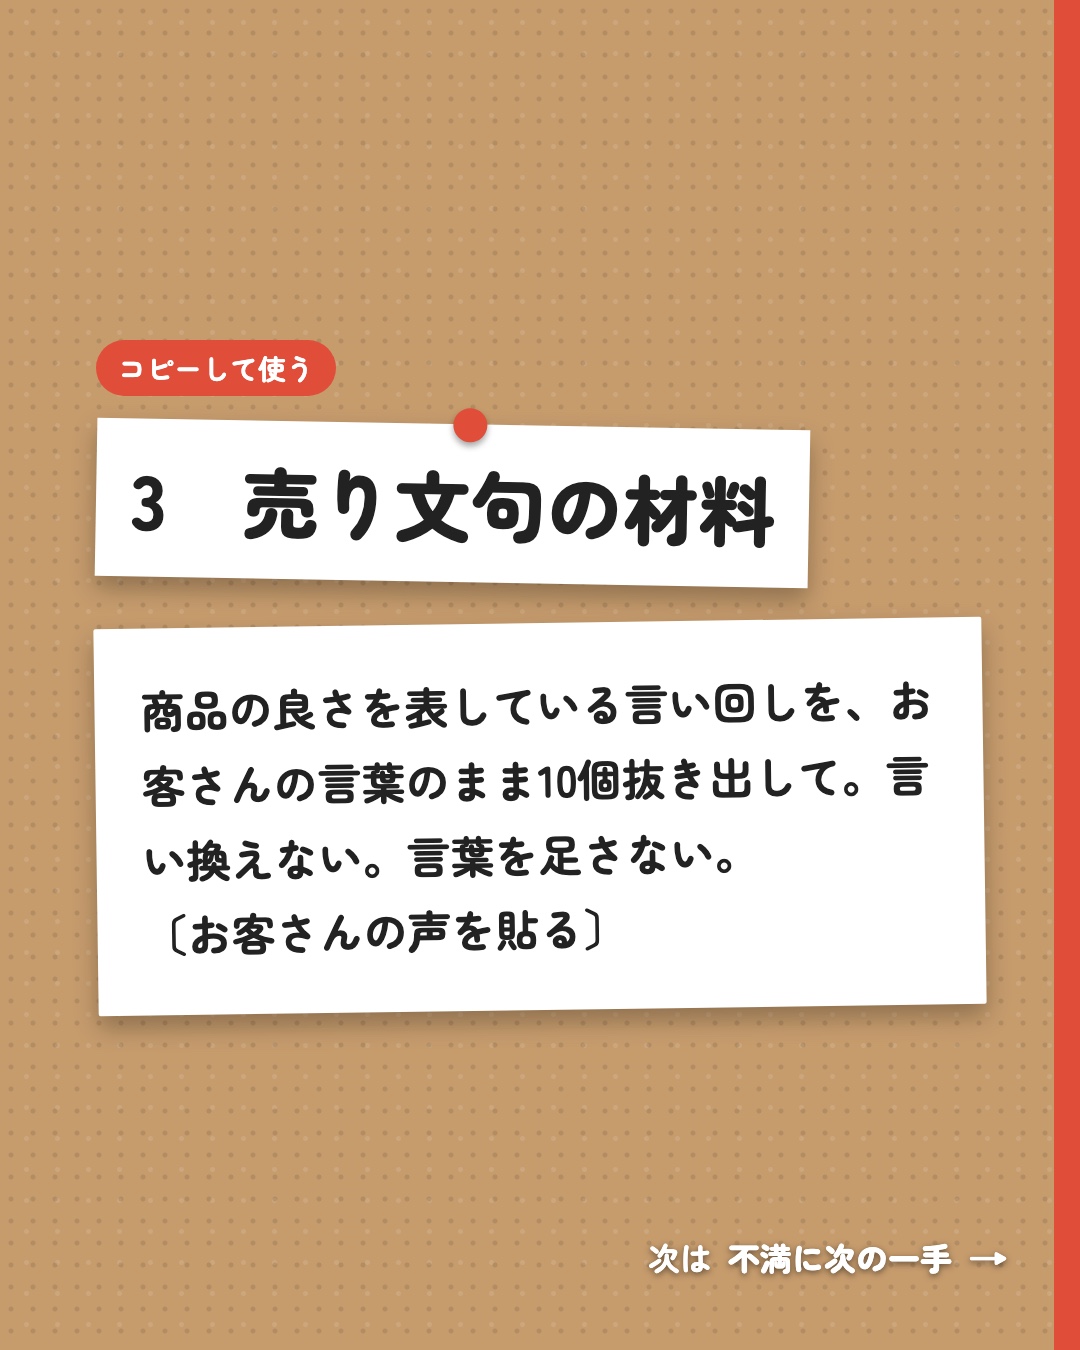 コピーして使う
3　売り文句の材料
商品の良さを表している言い回しを、お
客さんの言葉のまま10個抜き出して。言
い換えない。言葉を足さない。
〔お客さんの声を貼る〕
次は 不満に次の一手 →